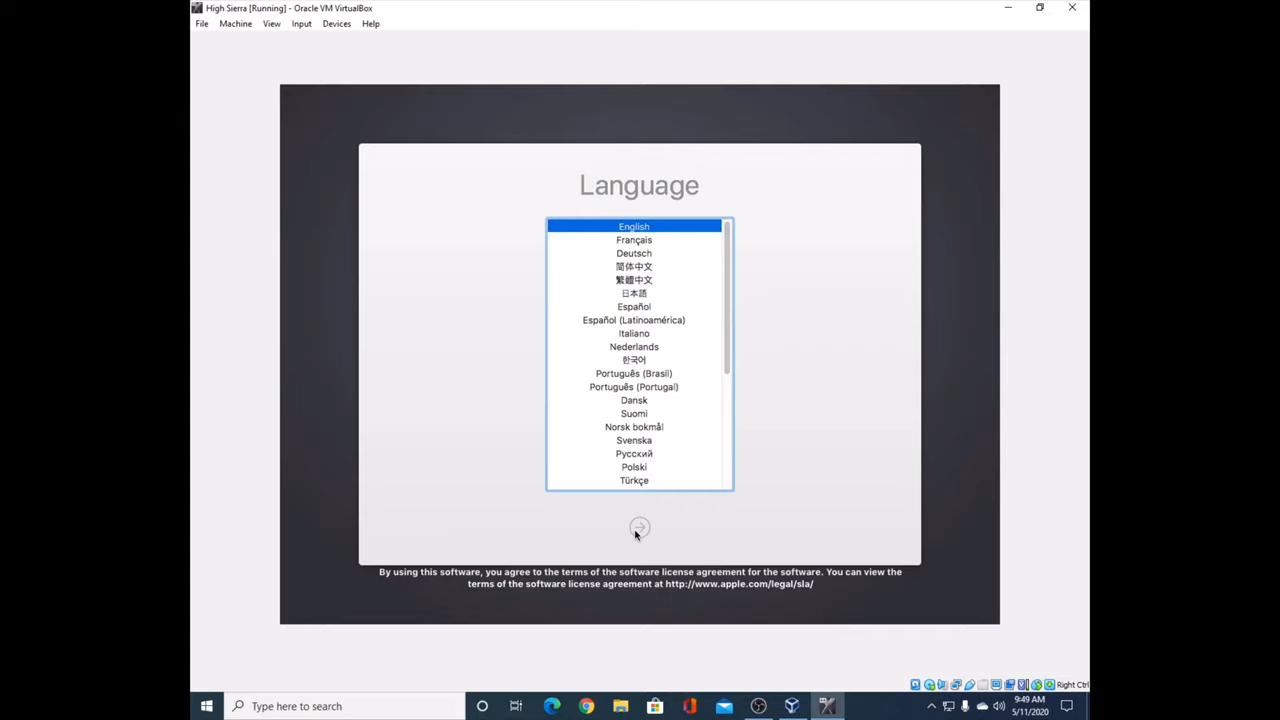 High Sierra [Running] - Oracle VM VirtualBox
File Machine View Input Devices Help
Language
English
Français
Deutsch
简体中文
繁體中文
日本語
Español
Español (Latinoamérica)
Italiano
Nederlands
한국어
Português (Brasil)
Português (Portugal)
Dansk
Suomi
Norsk bokmål
Svenska
Русский
Polski
Türkçe
By using this software, you agree to the terms of the software license agreement for the software. You can view the
terms of the software license agreement at http://www.apple.com/legal/sla/
Right Ctrl
Type here to search
9:49 AM
5/11/2020